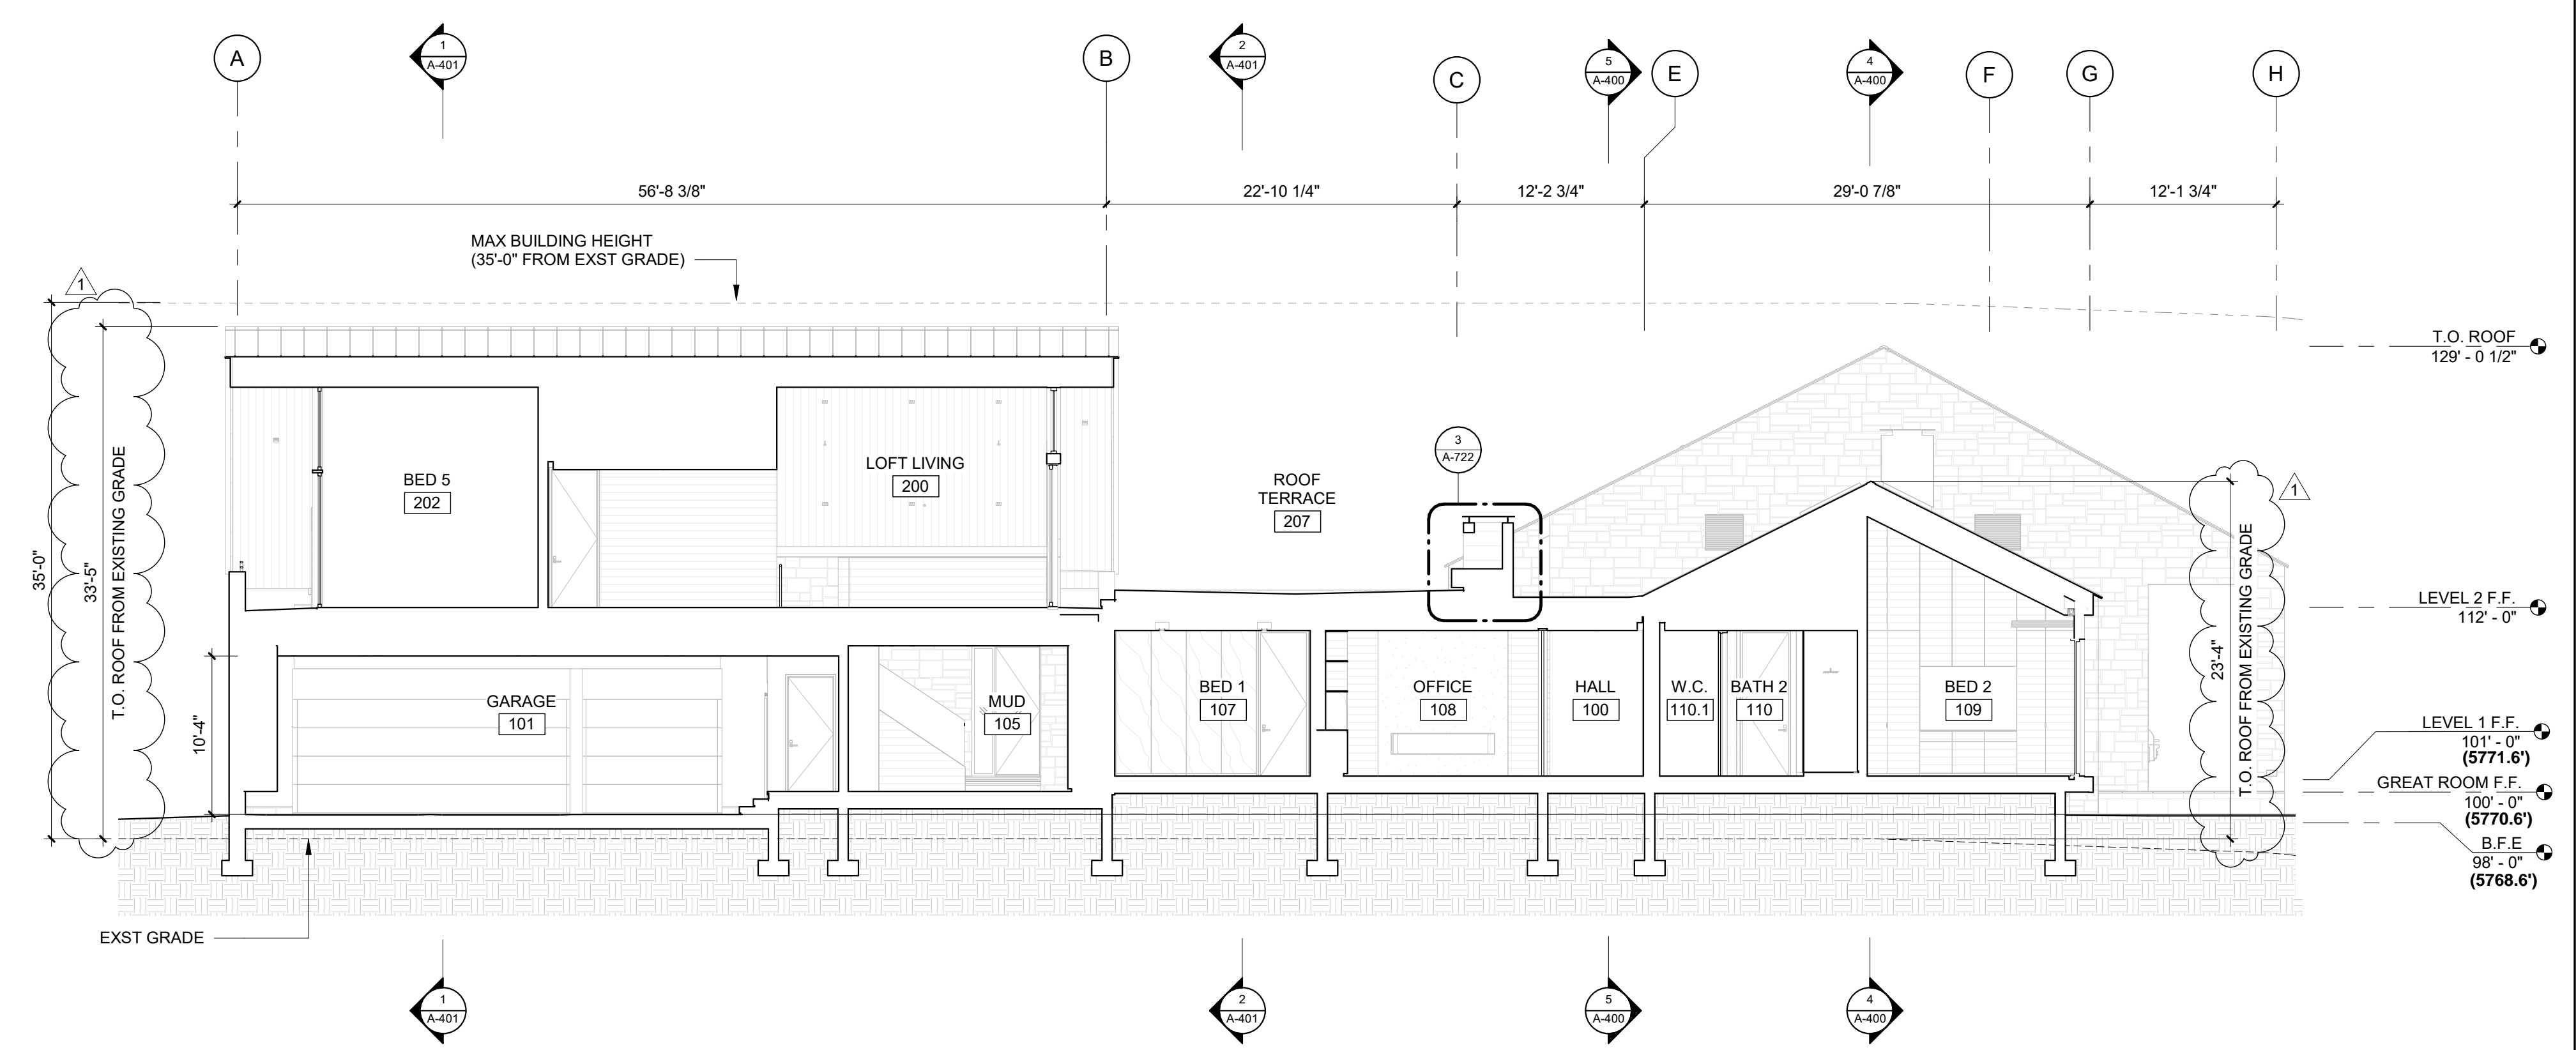 A
1
A-401
B
2
A-401
C
5
A-400
E
4
A-400
F
G
H
56'-8 3/8"
22'-10 1/4"
12'-2 3/4"
29'-0 7/8"
12'-1 3/4"
MAX BUILDING HEIGHT
(35'-0" FROM EXST GRADE)
1
35'-0"
33'-5"
T.O. ROOF FROM EXISTING GRADE
10'-4"
T.O. ROOF
129' - 0 1/2"
3
A-722
BED 5
202
LOFT LIVING
200
ROOF
TERRACE
207
1
23'-4"
T.O. ROOF FROM EXISTING GRADE
LEVEL 2 F.F.
112' - 0"
GARAGE
101
MUD
105
BED 1
107
OFFICE
108
HALL
100
W.C.
110.1
BATH 2
110
BED 2
109
LEVEL 1 F.F.
101' - 0"
(5771.6')
GREAT ROOM F.F.
100' - 0"
(5770.6')
B.F.E
98' - 0"
(5768.6')
EXST GRADE
1
A-401
2
A-401
5
A-400
4
A-400